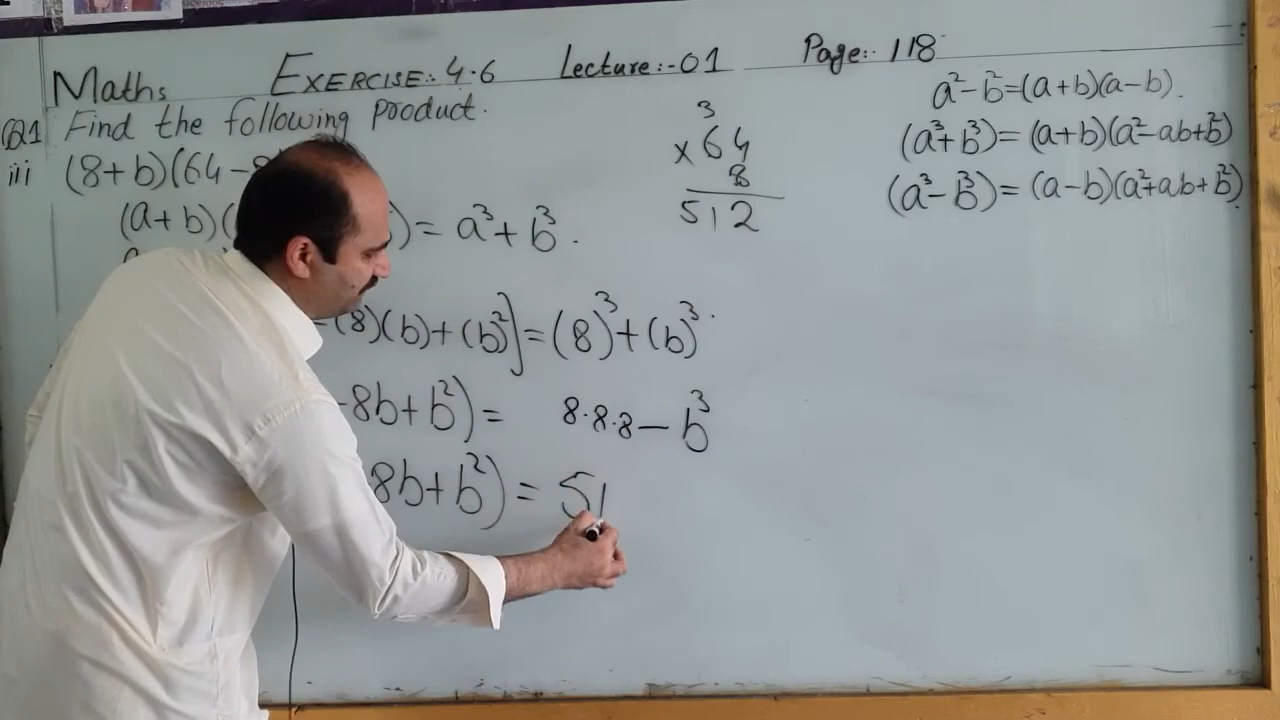 Maths EXERCISE:. 4.6 Lecture:-01 Page:. 118
a²-b²=(a+b)(a-b).
(a³+b³)=(a+b)(a²-ab+b²)
(a³-b³)=(a-b)(a²+ab+b²)
Q1 Find the following product.
iii (8+b)(64-
(a+b)( )=a³+b³.
3
×64
8
512
(8)(b)+(b²)]=(8)³+(b)³.
-8b+b²)= 8.8.8-b³
8b+b²)= 51